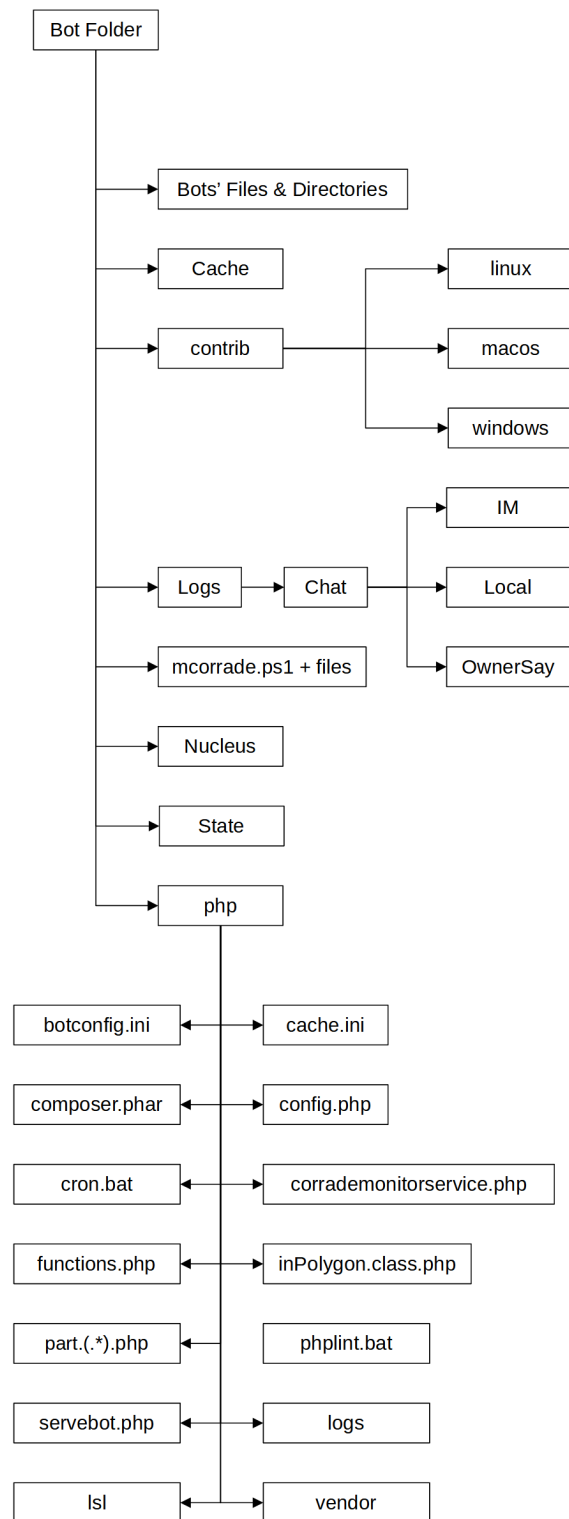 Bot Folder
Bots’ Files & Directories
Cache
linux
contrib
macos
windows
IM
Logs
Chat
Local
mcorrade.ps1 + files
OwnerSay
Nucleus
State
php
botconfig.ini
cache.ini
composer.phar
config.php
cron.bat
corrademonitorservice.php
functions.php
inPolygon.class.php
part.(.*).php
phplint.bat
servebot.php
logs
lsl
vendor